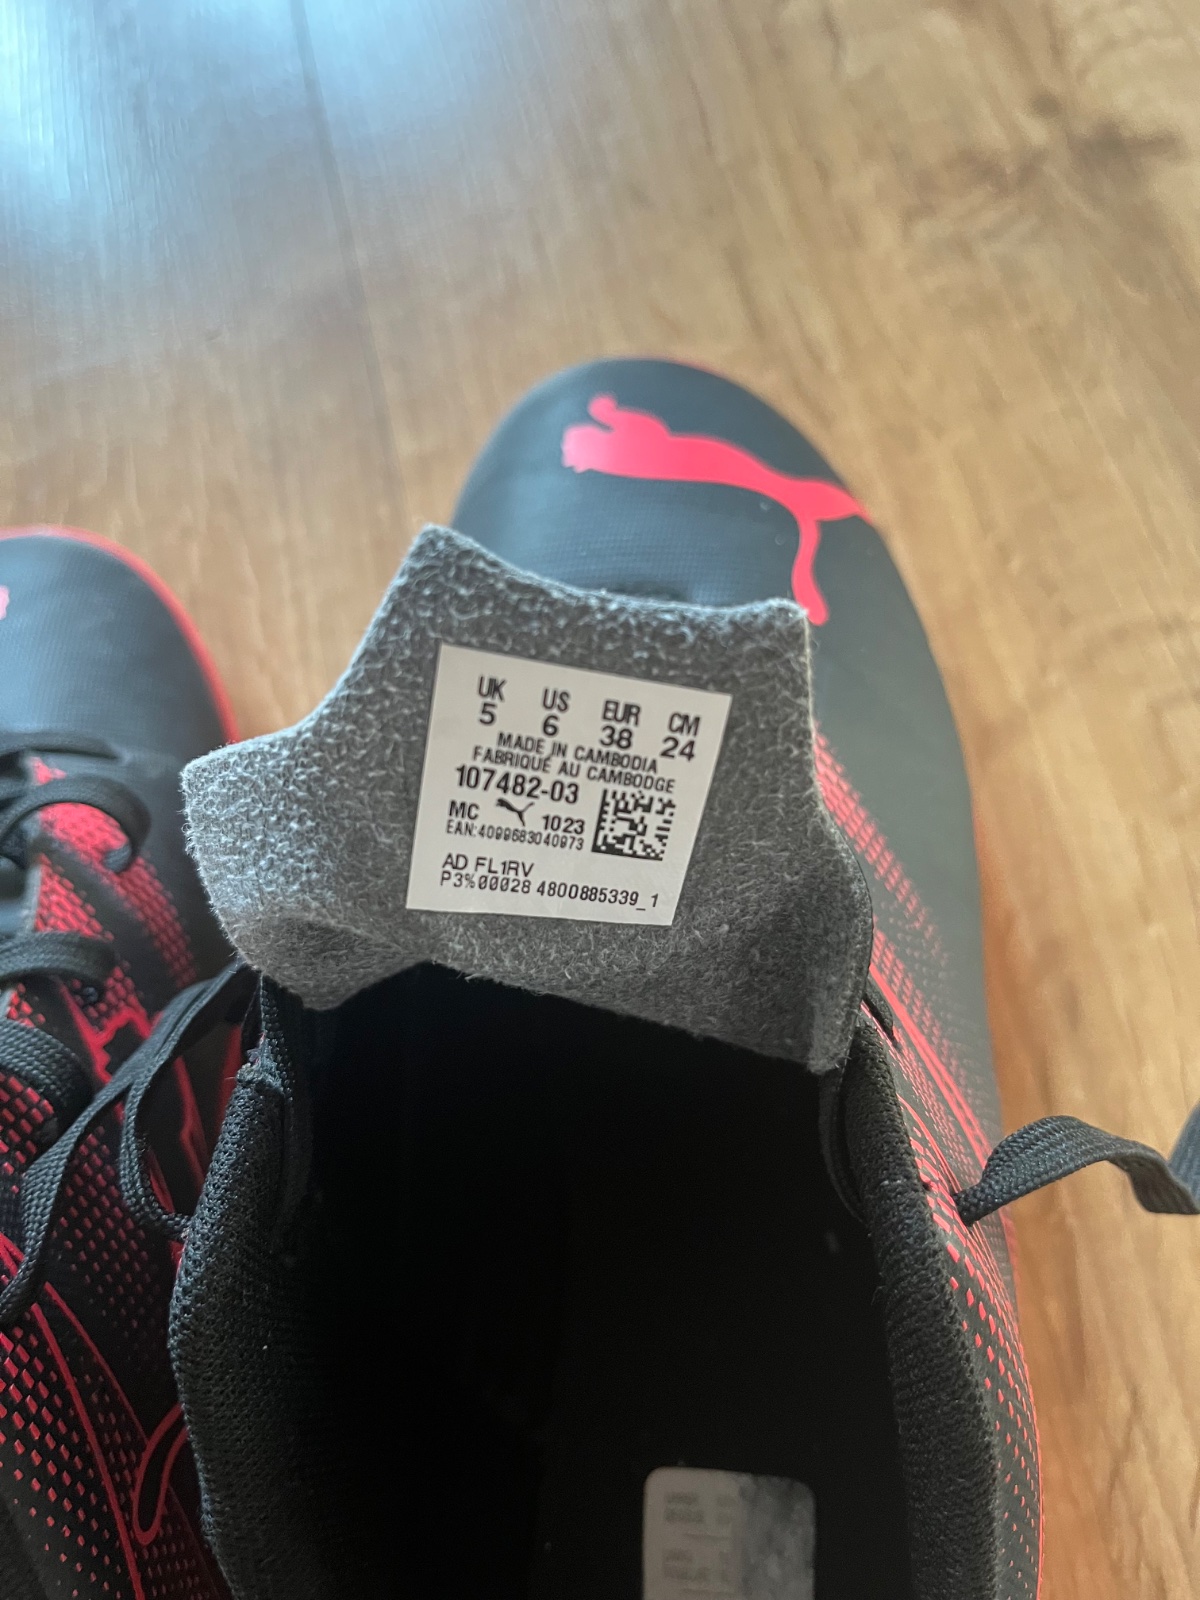 UK US EUR CM
5 6 38 24
MADE IN CAMBODIA
FABRIQUÉ AU CAMBODGE
107482-03
MC 1023
EAN:4099683040973
AD FL1RV
P3%00028 4800885339_1